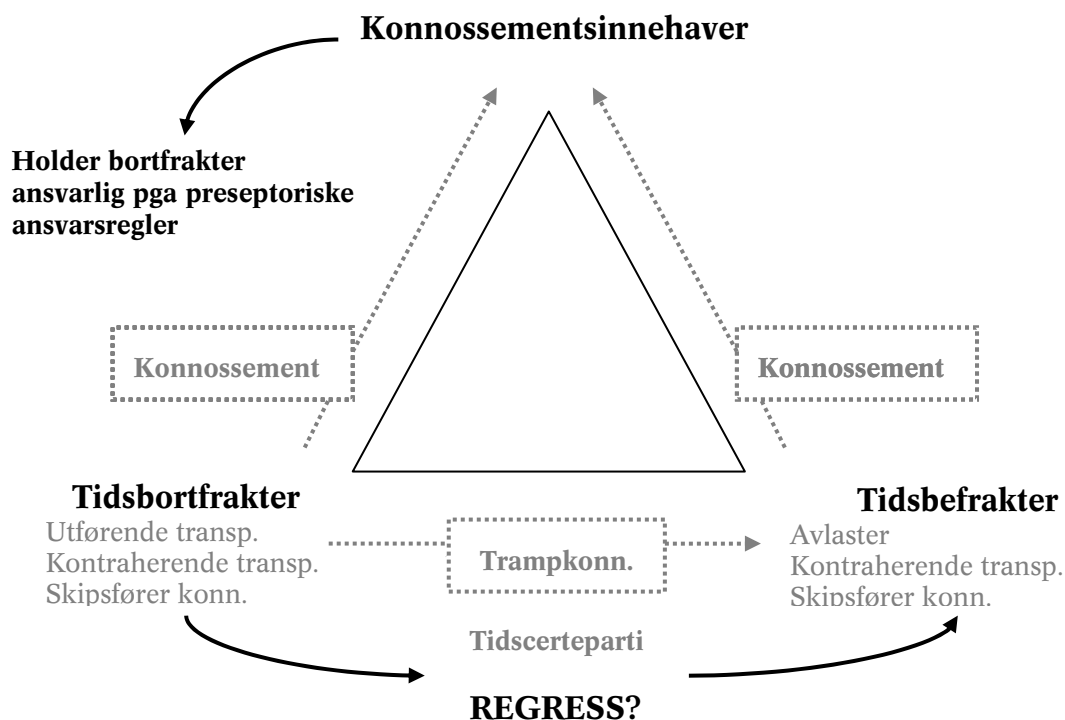 Konnossementsinnehaver
Holder bortfrakter
ansvarlig pga preseptoriske
ansvarsregler
Konnossement
Konnossement
Tidsbortfrakter
Utførende transp.
Kontraherende transp.
Skipsfører konn.
Trampkonn.
Tidscerteparti
Tidsbefrakter
Avlaster
Kontraherende transp.
Skipsfører konn.
REGRESS?